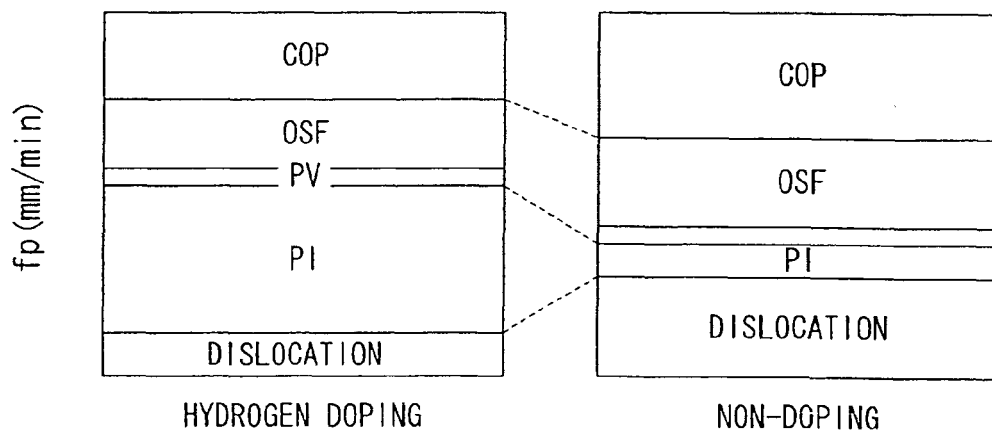 fp(mm/min)
COP
OSF
PV
PI
DISLOCATION
HYDROGEN DOPING
COP
OSF
PI
DISLOCATION
NON-DOPING